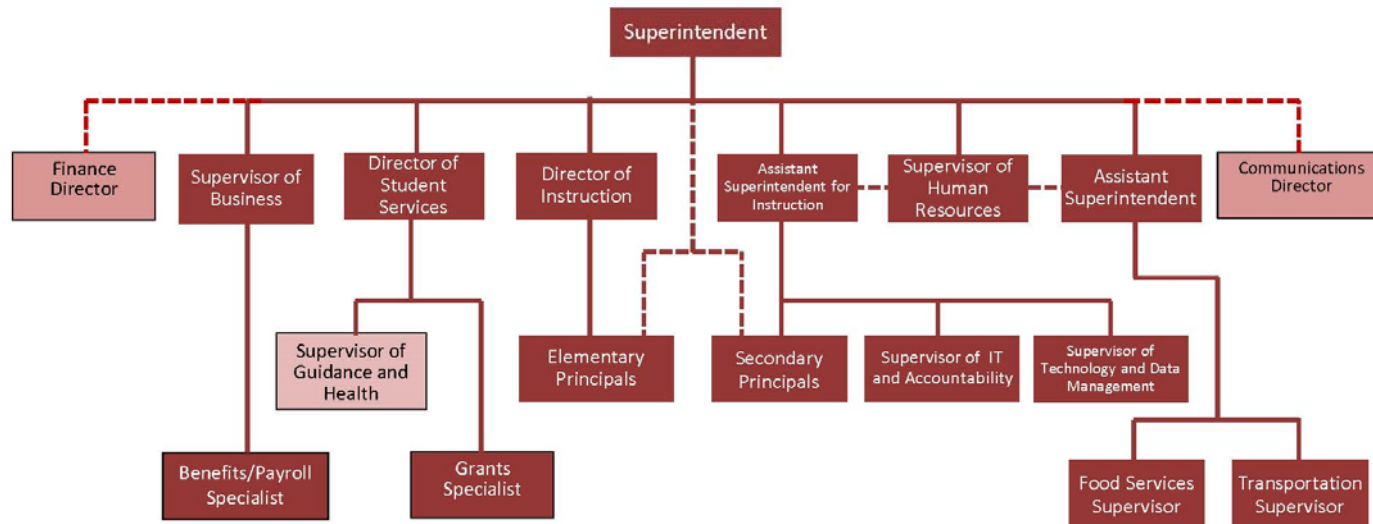 Superintendent
Finance
Director
Supervisor of
Business
Director of
Student
Services
Director of
Instruction
Assistant
Superintendent for
Instruction
Supervisor of
Human
Resources
Assistant
Superintendent
Communications
Director
Supervisor of
Guidance and
Health
Elementary
Principals
Secondary
Principals
Supervisor of IT
and Accountability
Supervisor of
Technology and Data
Management
Benefits/Payroll
Specialist
Grants
Specialist
Food Services
Supervisor
Transportation
Supervisor